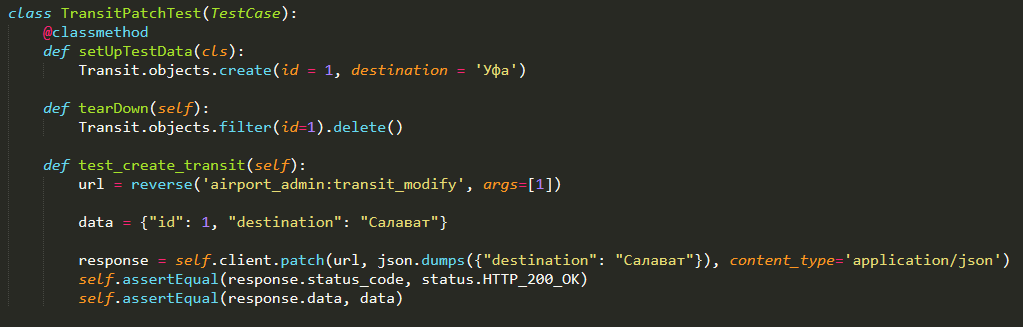 class TransitPatchTest(TestCase):
@classmethod
def setUpTestData(cls):
Transit.objects.create(id = 1, destination = 'Уфа')
def tearDown(self):
Transit.objects.filter(id=1).delete()
def test_create_transit(self):
url = reverse('airport_admin:transit_modify', args=[1])
data = {"id": 1, "destination": "Салават"}
response = self.client.patch(url, json.dumps({"destination": "Салават"}), content_type='application/json')
self.assertEqual(response.status_code, status.HTTP_200_OK)
self.assertEqual(response.data, data)